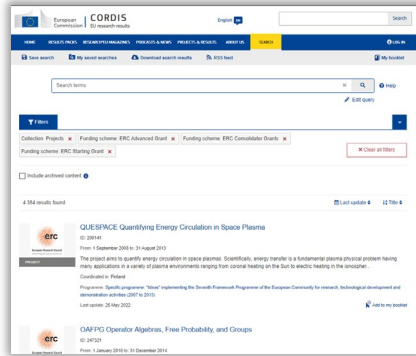 European Commission
CORDIS
EU research results
English EN
Search
HOME RESULTS PACKS RESEARCH*EU MAGAZINES PODCASTS & NEWS PROJECTS & RESULTS ABOUT US SEARCH LOG IN
Save search My saved searches Download search results RSS feed My booklet
Search terms × Help
Edit query
Filters
Collection: Projects × Funding scheme: ERC Advanced Grant × Funding scheme: ERC Consolidator Grants ×
Funding scheme: ERC Starting Grant × × Clear all filters
Include archived content
4 384 results found Last update Title
erc
European Research Council
PROJECT
QUESPACE Quantifying Energy Circulation in Space Plasma
ID: 200141
From: 1 September 2008 to: 31 August 2013
The project aims to quantify energy circulation in space plasmas. Scientifically, energy transfer is a fundamental plasma physical problem having
many applications in a variety of plasma environments ranging from coronal heating on the Sun to electric heating in the ionospher...
Coordinated in: Finland
Programme: Specific programme: "Ideas" implementing the Seventh Framework Programme of the European Community for research, technological development and
demonstration activities (2007 to 2013)
Last update: 25 May 2022 Add to my booklet
erc
European Research Council
OAFPG Operator Algebras, Free Probability, and Groups
ID: 247321
From: 1 January 2010 to: 31 December 2014